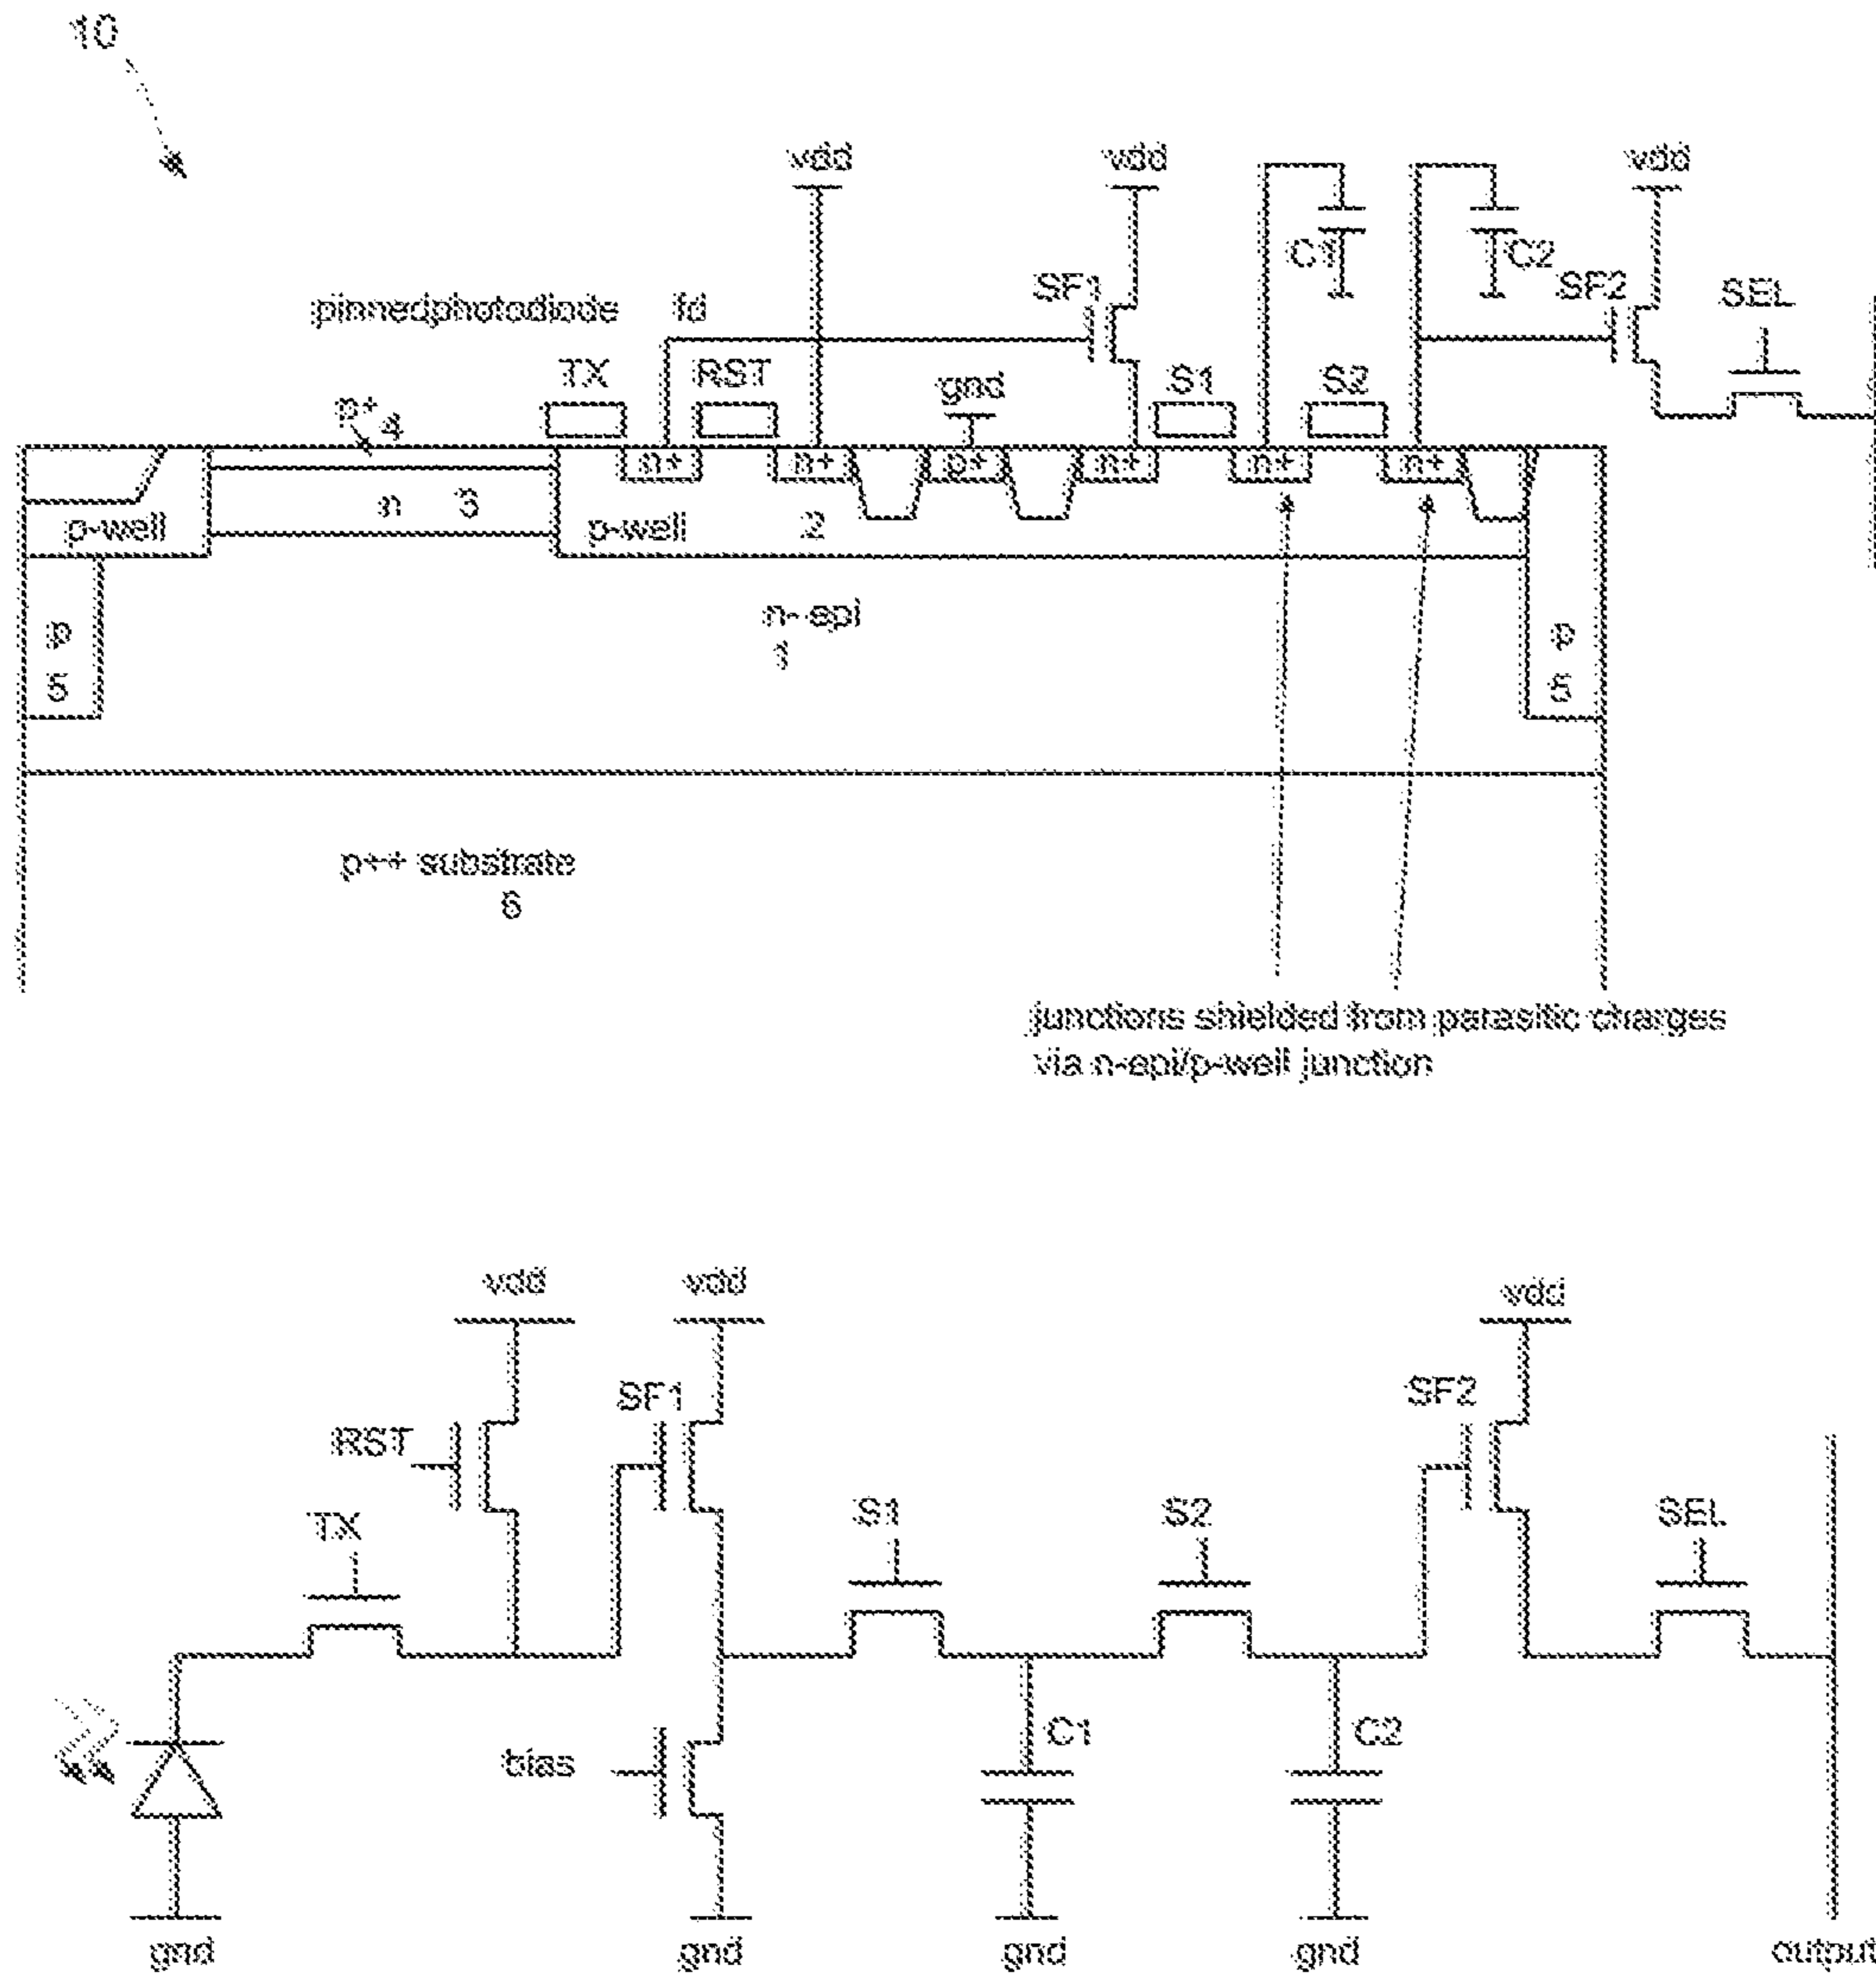 10
vdd
vdd
vdd
C1
C2
SF1
SF2
SEL
pinnedphotodiode
fd
TX
RST
gnd
S1
S2
p+
4
n+
n+
p+
n+
n+
n+
p-well
n
3
p-well
2
n- epi
1
p
5
p
5
p++ substrate
6
junctions shielded from parasitic charges
via n-epi/p-well junction
vdd
vdd
vdd
SF1
SF2
RST
TX
S1
S2
SEL
bias
C1
C2
gnd
gnd
gnd
gnd
output